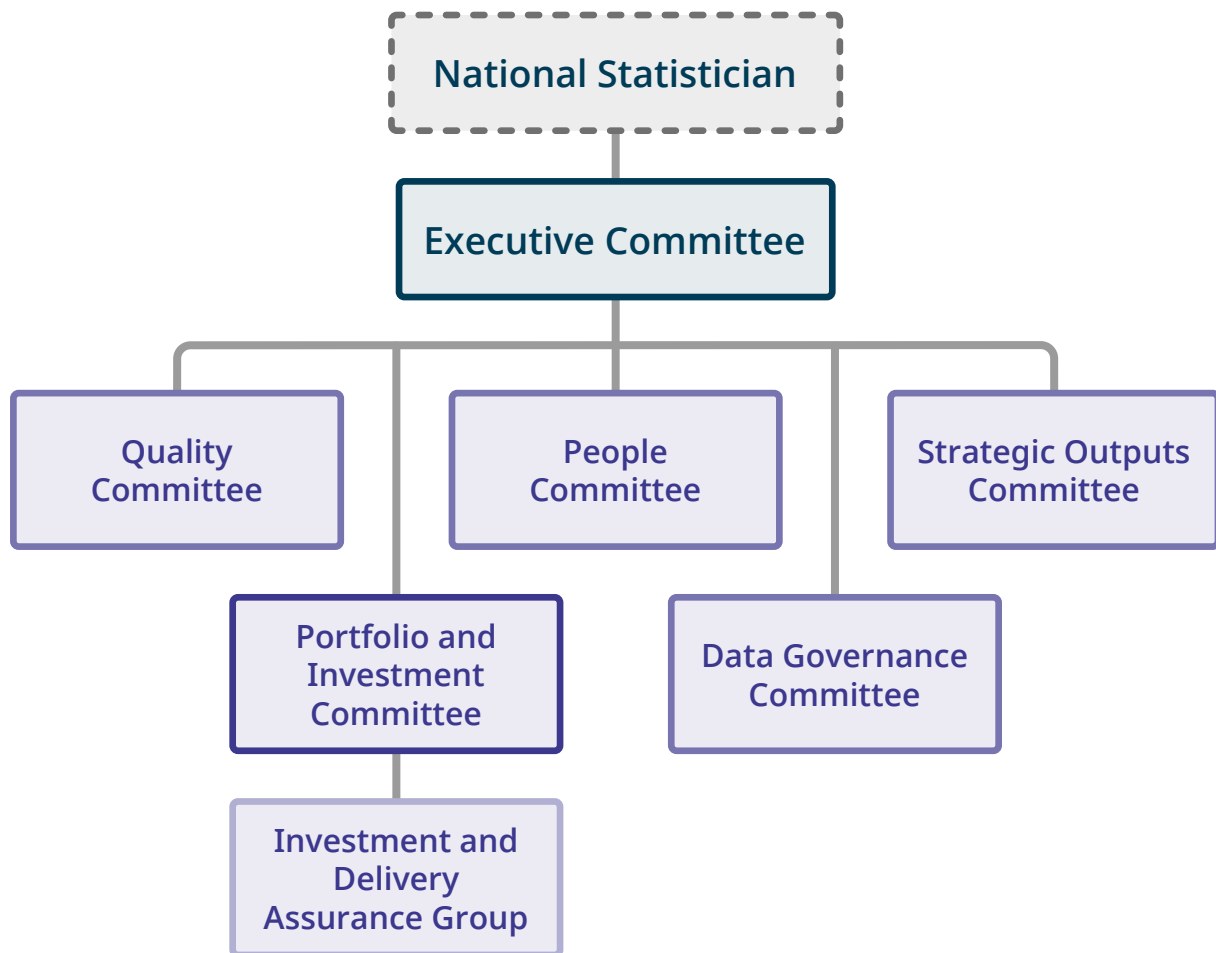 National Statistician
Executive Committee
Quality
Committee
People
Committee
Strategic Outputs
Committee
Portfolio and
Investment
Committee
Data Governance
Committee
Investment and
Delivery
Assurance Group